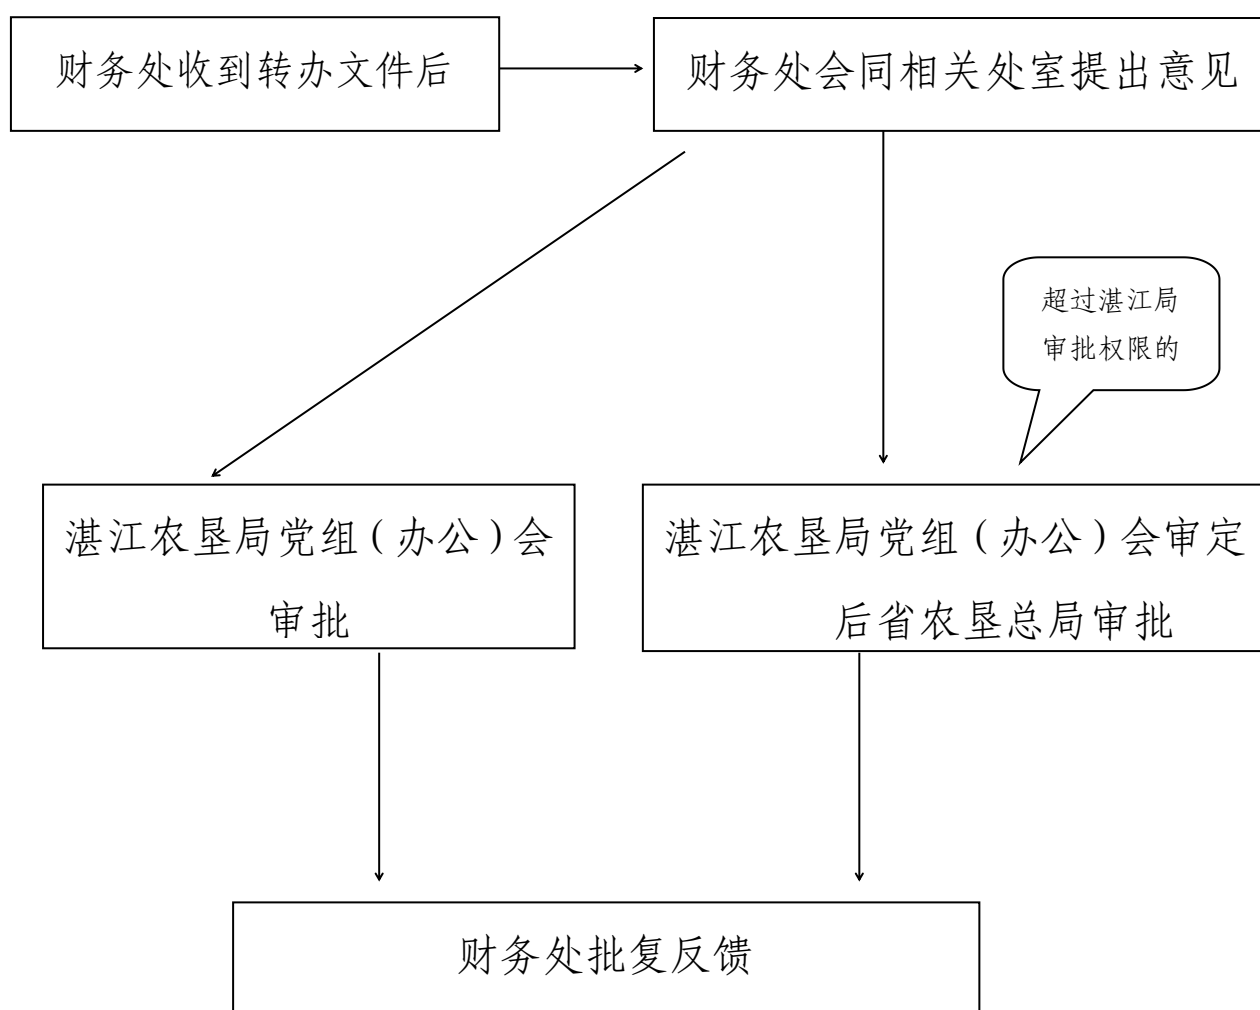 财务处收到转办文件后
财务处会同相关处室提出意见
超过湛江局
审批权限的
湛江农垦局党组(办公)会
审批
湛江农垦局党组(办公)会审定
后省农垦总局审批
财务处批复反馈